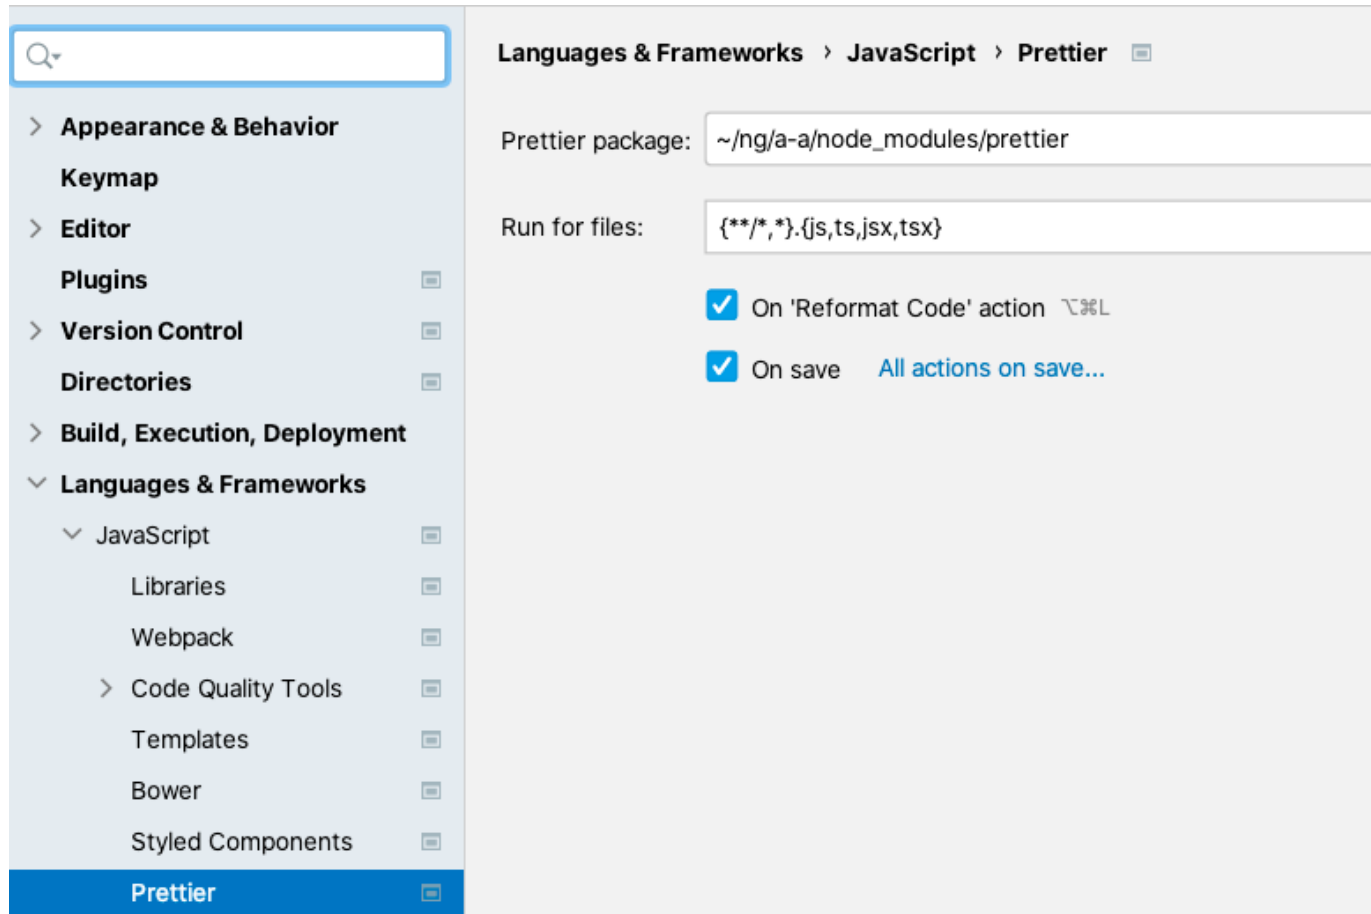 Appearance & Behavior
Keymap
Editor
Plugins
Version Control
Directories
Build, Execution, Deployment
Languages & Frameworks
JavaScript
Libraries
Webpack
Code Quality Tools
Templates
Bower
Styled Components
Prettier
Languages & Frameworks › JavaScript › Prettier
Prettier package: ~/ng/a-a/node_modules/prettier
Run for files: {**/*,*}.{js,ts,jsx,tsx}
On 'Reformat Code' action ⌥⌘L
On save All actions on save...